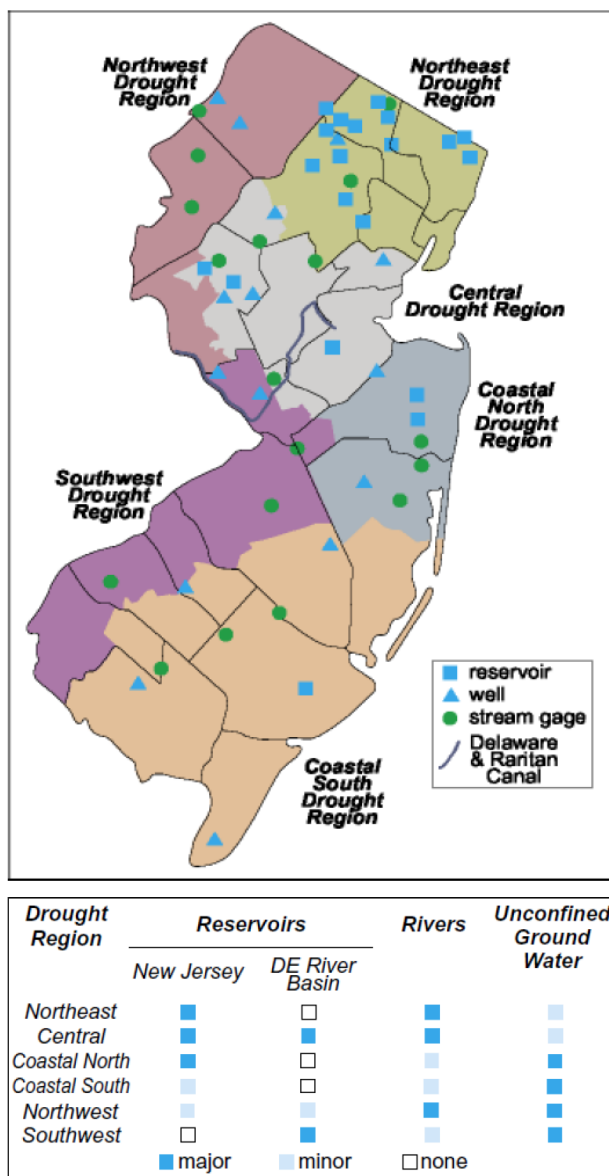 Northwest
Drought
Region
Northeast
Drought
Region
Central
Drought Region
Coastal
North
Drought
Region
Southwest
Drought
Region
reservoir
well
stream gage
Delaware
& Raritan
Canal
Coastal
South
Drought
Region
Drought
Region
Reservoirs
Rivers
Unconfined
Ground
Water
New Jersey
DE River
Basin
Northeast
Central
Coastal North
Coastal South
Northwest
Southwest
major
minor
none